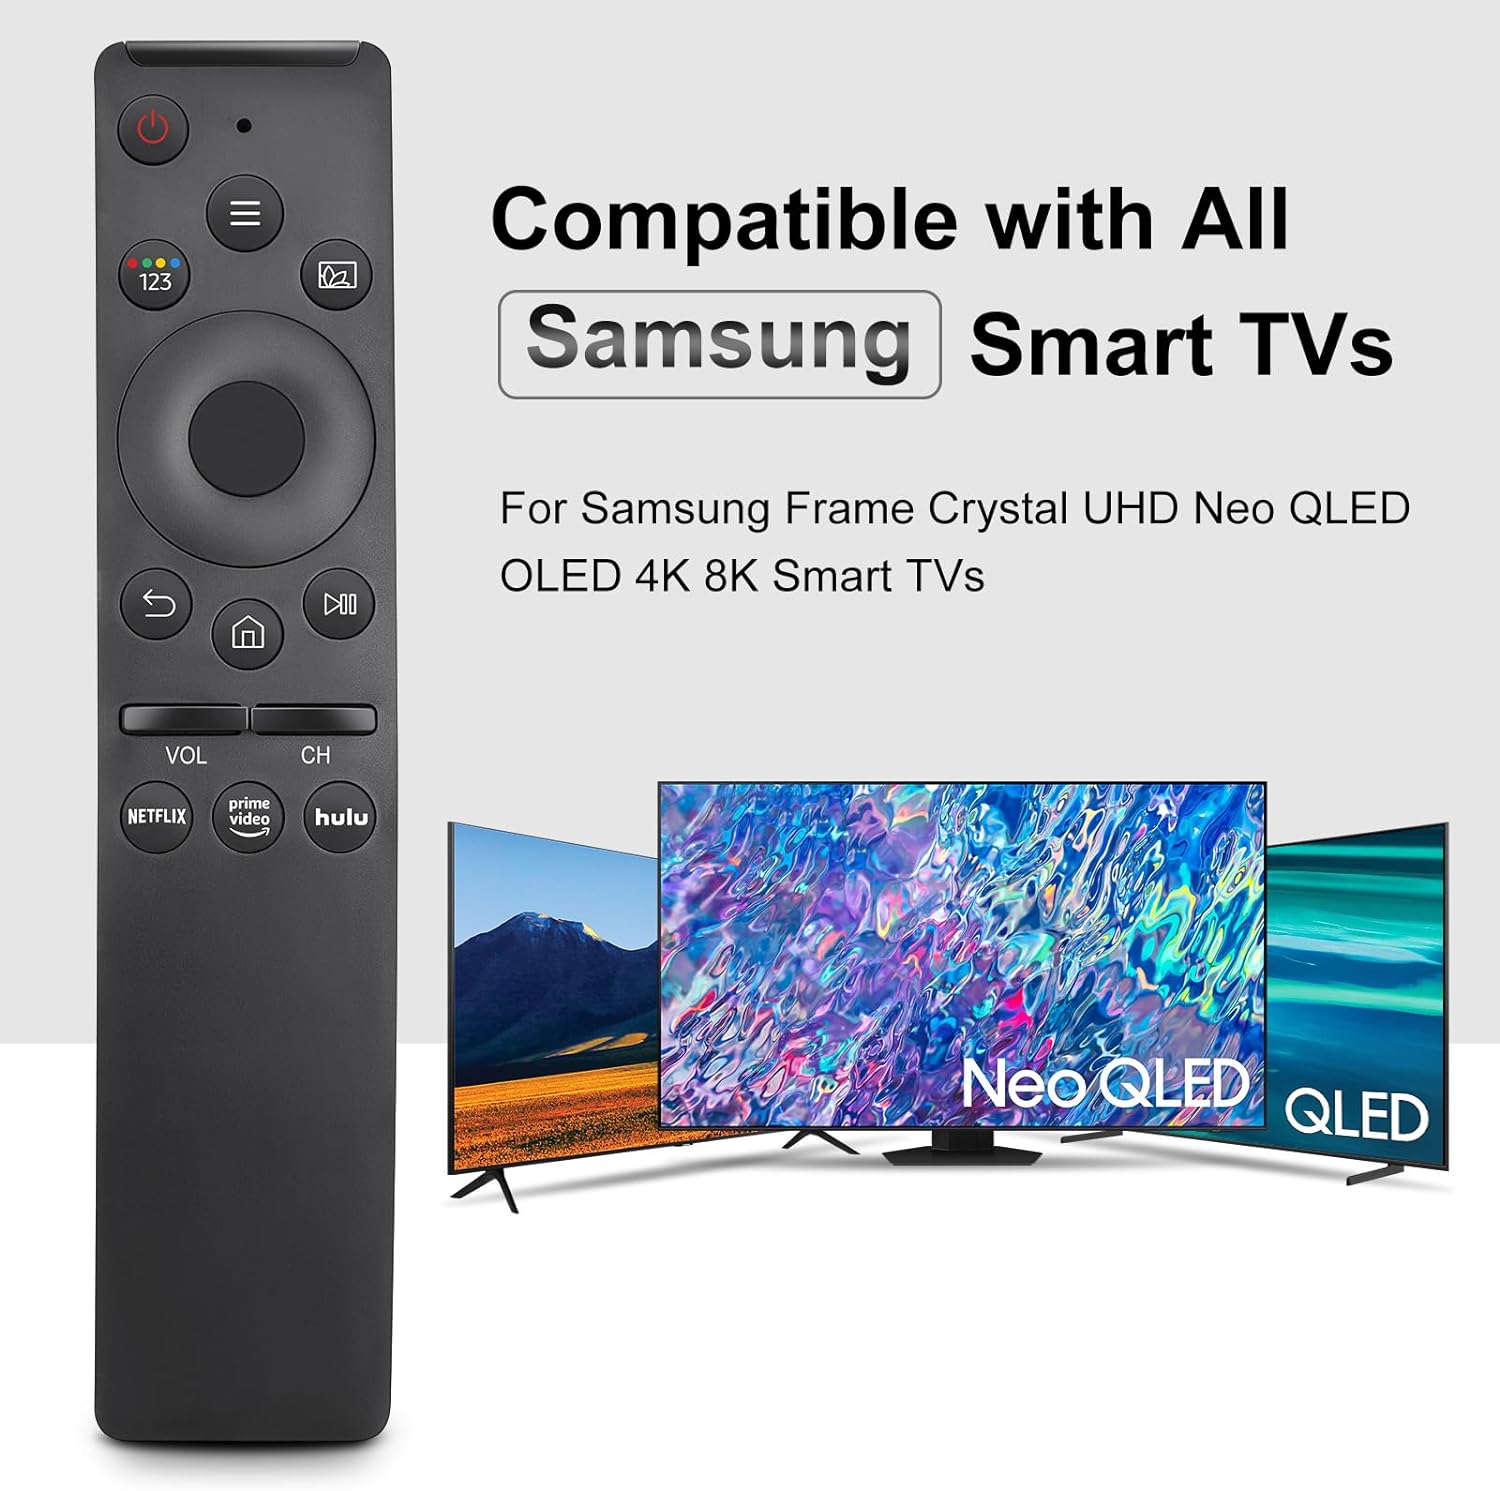 Compatible with All
Samsung Smart TVs
For Samsung Frame Crystal UHD Neo QLED
OLED 4K 8K Smart TVs
123
VOL CH
NETFLIX
prime
video
hulu
Neo QLED
QLED